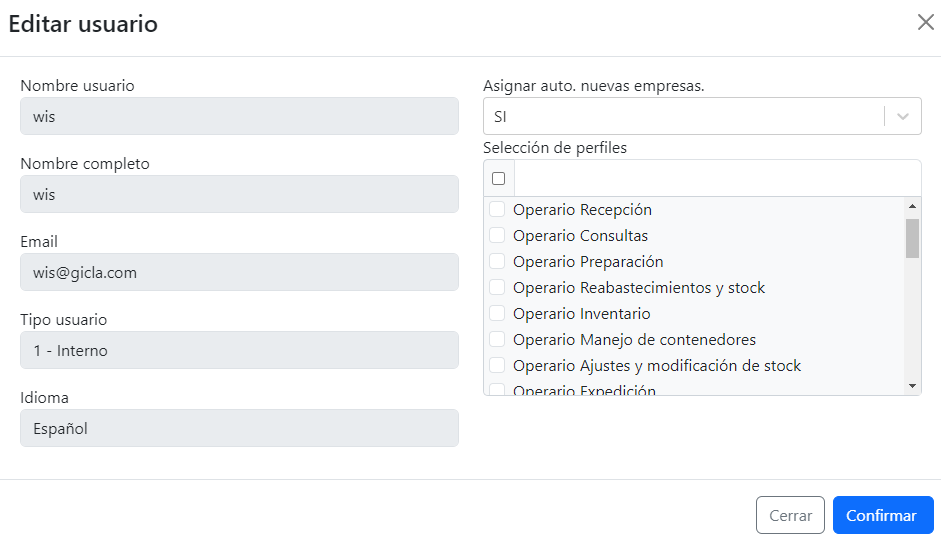 Editar usuario
Nombre usuario
wis
Nombre completo
wis
Email
wis@gicla.com
Tipo usuario
1 - Interno
Idioma
Español
Asignar auto. nuevas empresas.
SI
Selección de perfiles
Operario Recepción
Operario Consultas
Operario Preparación
Operario Reabastecimientos y stock
Operario Inventario
Operario Manejo de contenedores
Operario Ajustes y modificación de stock
Operario Expedición
Cerrar
Confirmar